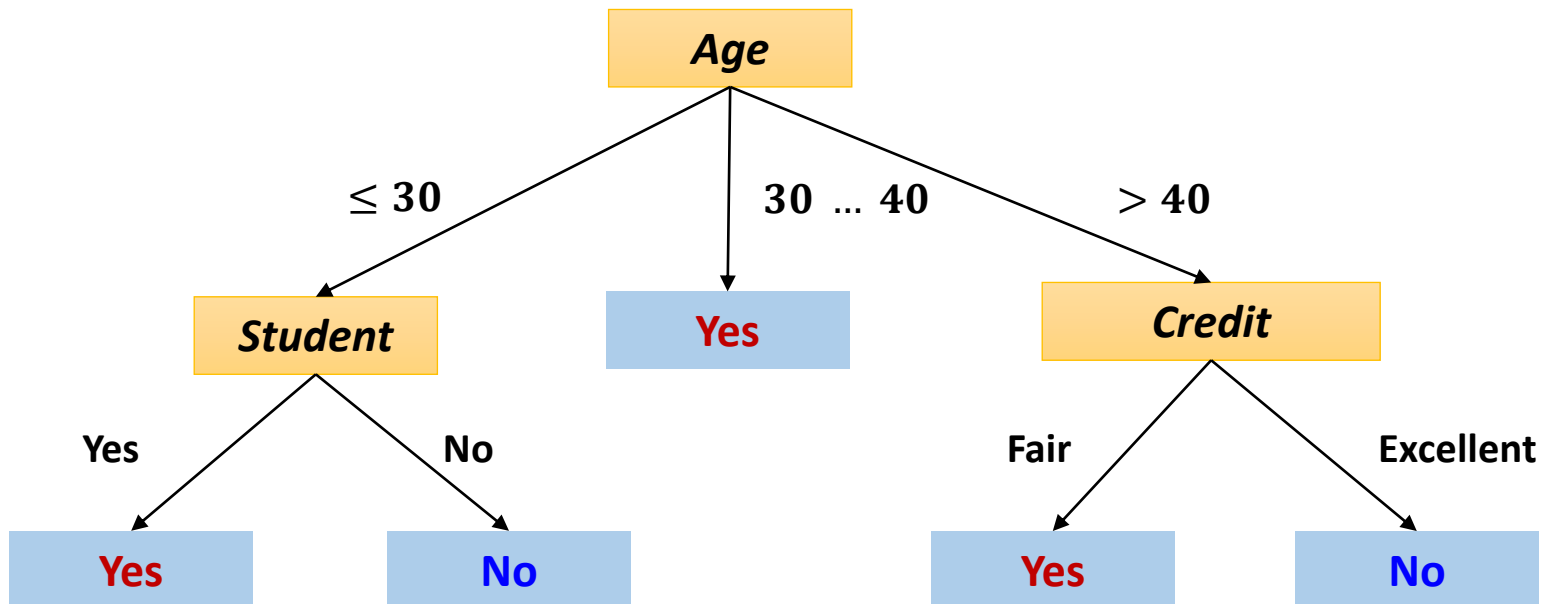 Age
≤ 30
30 ... 40
> 40
Student
Yes
Credit
Yes
No
Fair
Excellent
Yes
No
Yes
No